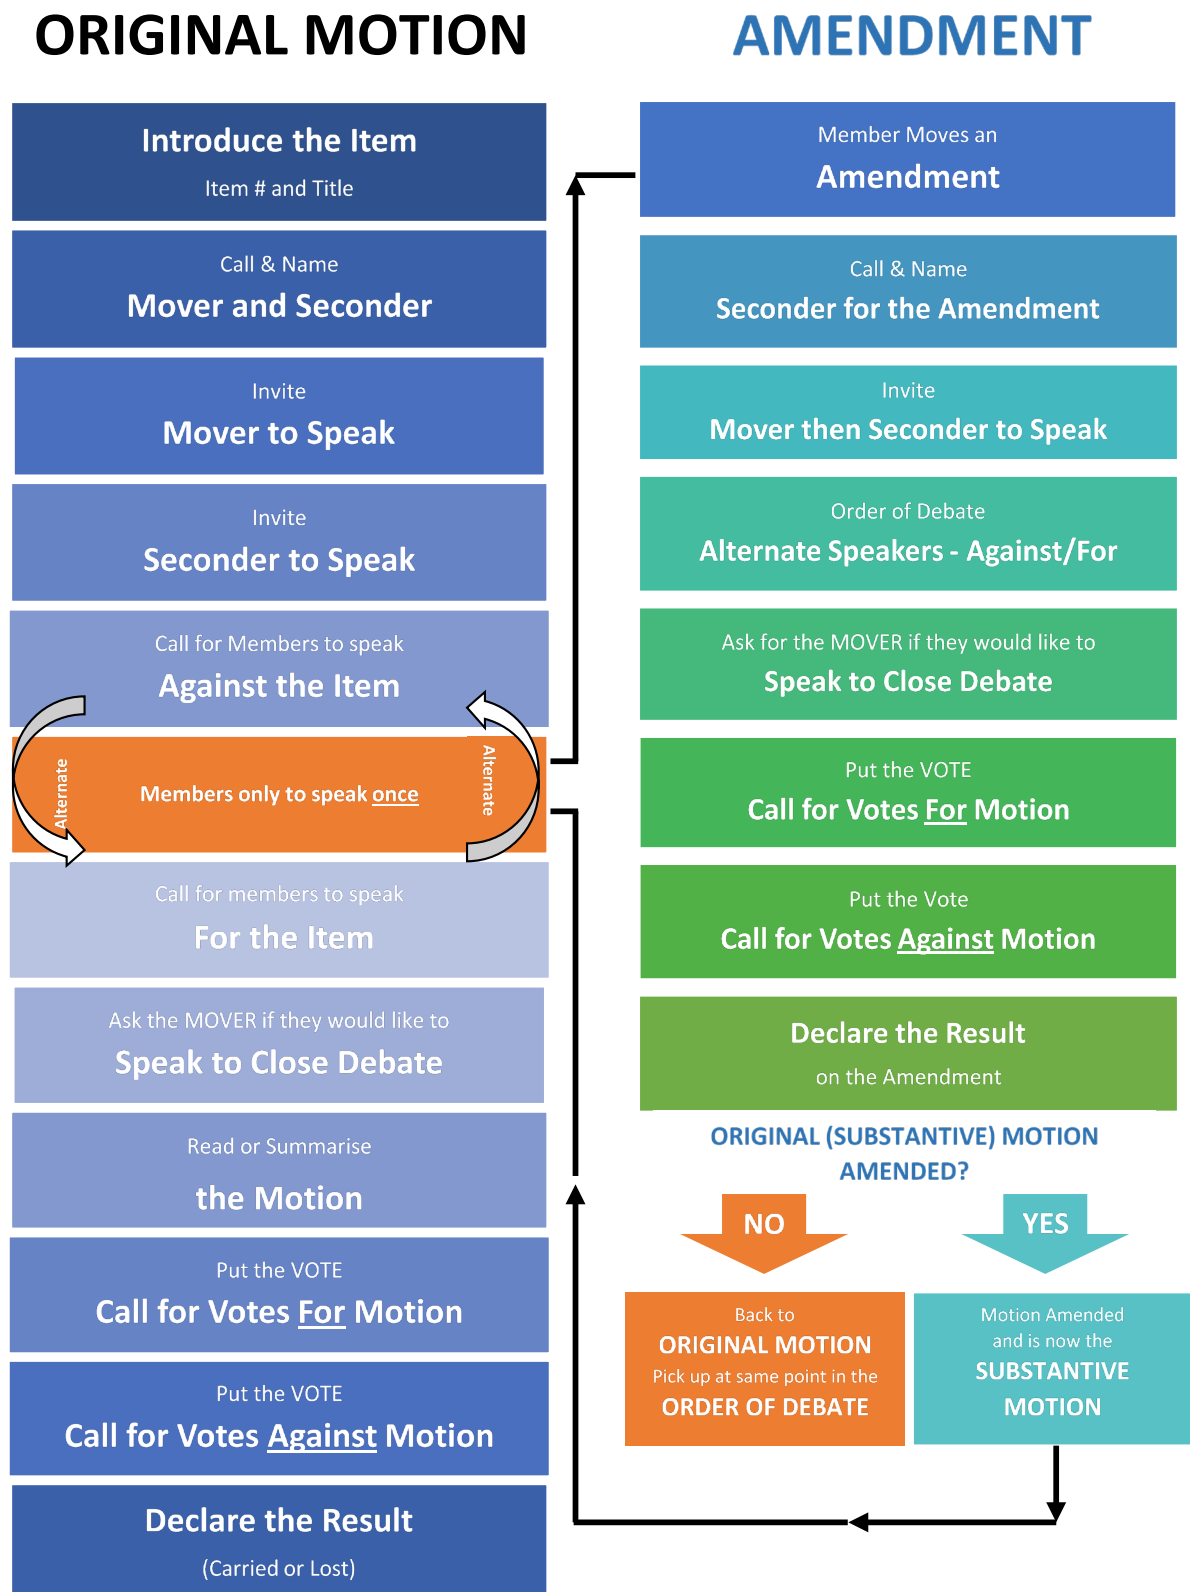 ORIGINAL MOTION
Introduce the Item
Item # and Title
Call & Name
Mover and Seconder
Invite
Mover to Speak
Invite
Seconder to Speak
Call for Members to speak
Against the Item
Alternate
Members only to speak once
Alternate
Call for members to speak
For the Item
Ask the MOVER if they would like to
Speak to Close Debate
Read or Summarise
the Motion
Put the VOTE
Call for Votes For Motion
Put the VOTE
Call for Votes Against Motion
Declare the Result
(Carried or Lost)
AMENDMENT
Member Moves an
Amendment
Call & Name
Seconder for the Amendment
Invite
Mover then Seconder to Speak
Order of Debate
Alternate Speakers - Against/For
Ask for the MOVER if they would like to
Speak to Close Debate
Put the VOTE
Call for Votes For Motion
Put the Vote
Call for Votes Against Motion
Declare the Result
on the Amendment
ORIGINAL (SUBSTANTIVE) MOTION
AMENDED?
NO
Back to
ORIGINAL MOTION
Pick up at same point in the
ORDER OF DEBATE
YES
Motion Amended
and is now the
SUBSTANTIVE
MOTION